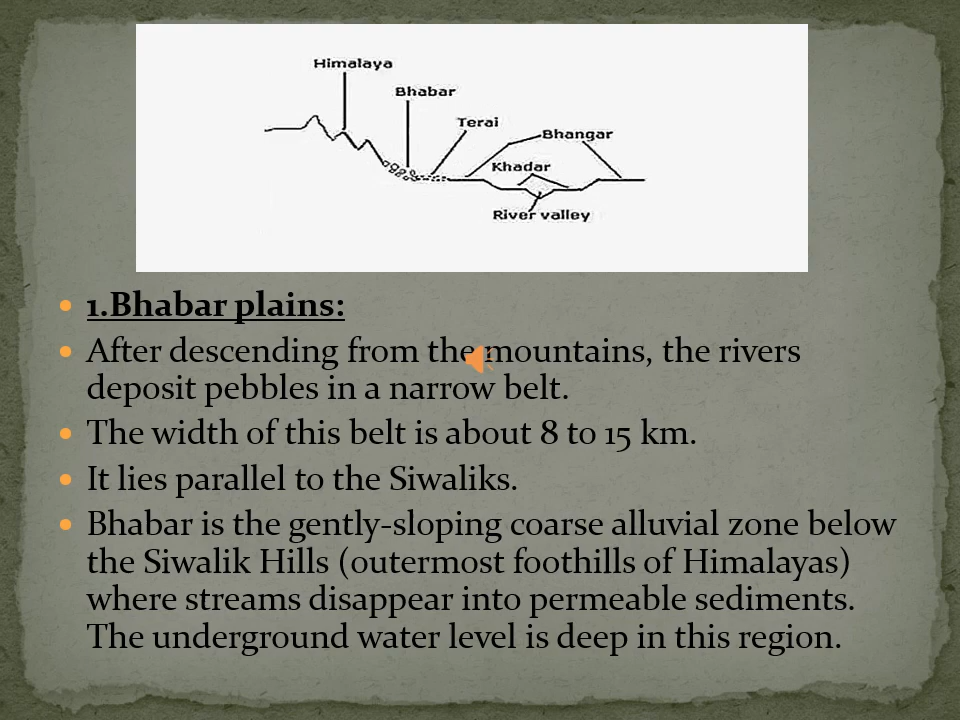 Himalaya
Bhabar
Terai
Bhangar
Khadar
River valley
1.Bhabar plains:
After descending from the mountains, the rivers
deposit pebbles in a narrow belt.
The width of this belt is about 8 to 15 km.
It lies parallel to the Siwaliks.
Bhabar is the gently-sloping coarse alluvial zone below
the Siwalik Hills (outermost foothills of Himalayas)
where streams disappear into permeable sediments.
The underground water level is deep in this region.